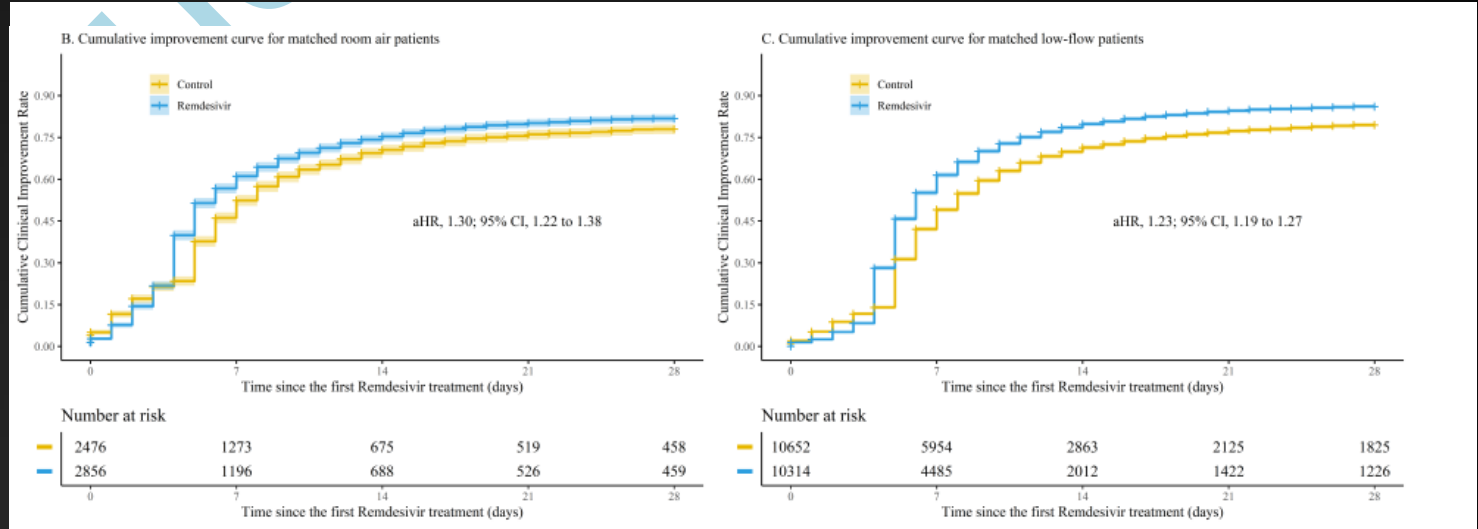 B. Cumulative improvement curve for matched room air patients
Control
Remdesivir
Cumulative Clinical Improvement Rate
0.90
0.75
0.60
0.45
0.30
0.15
0.00
aHR, 1.30; 95% CI, 1.22 to 1.38
0 7 14 21 28
Time since the first Remdesivir treatment (days)
Number at risk
2476 1273 675 519 458
2856 1196 688 526 459
0 7 14 21 28
Time since the first Remdesivir treatment (days)
C. Cumulative improvement curve for matched low-flow patients
Control
Remdesivir
Cumulative Clinical Improvement Rate
0.90
0.75
0.60
0.45
0.30
0.15
0.00
aHR, 1.23; 95% CI, 1.19 to 1.27
0 7 14 21 28
Time since the first Remdesivir treatment (days)
Number at risk
10652 5954 2863 2125 1825
10314 4485 2012 1422 1226
0 7 14 21 28
Time since the first Remdesivir treatment (days)